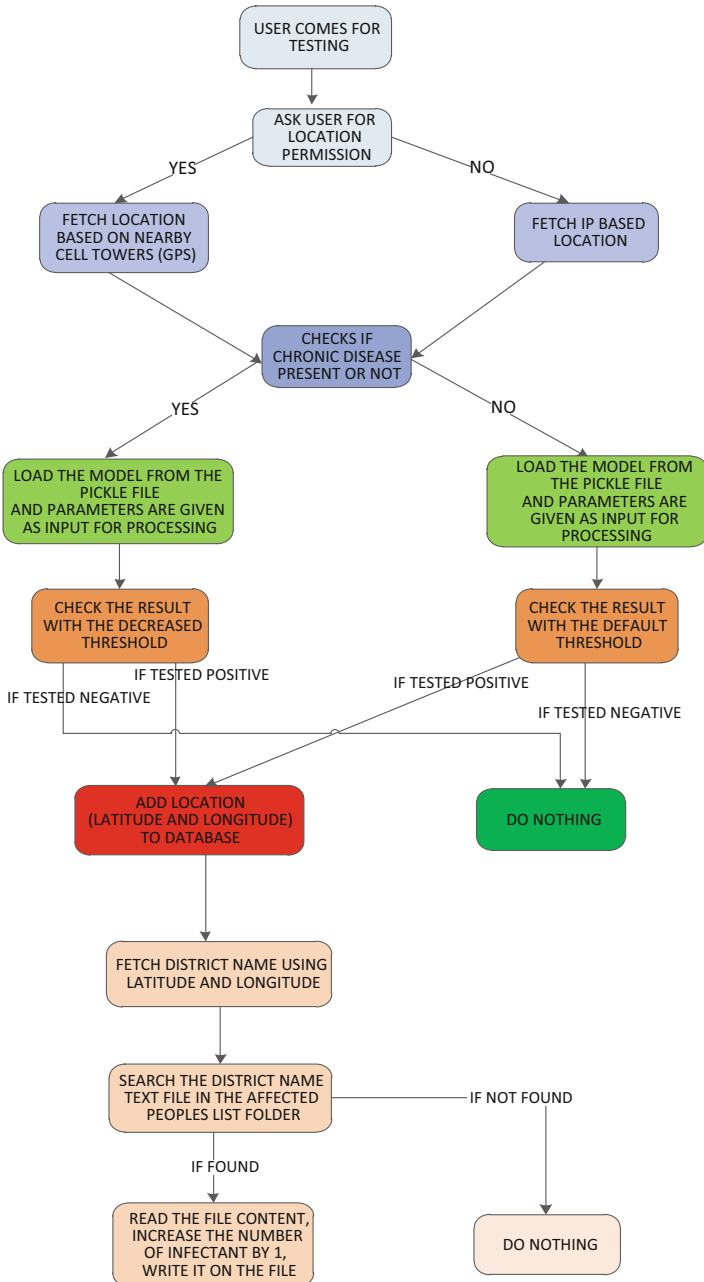 USER COMES FOR
TESTING
ASK USER FOR
LOCATION
PERMISSION
YES
NO
FETCH LOCATION
BASED ON NEARBY
CELL TOWERS (GPS)
FETCH IP BASED
LOCATION
CHECKS IF
CHRONIC DISEASE
PRESENT OR NOT
YES
NO
LOAD THE MODEL FROM THE
PICKLE FILE
AND PARAMETERS ARE GIVEN
AS INPUT FOR PROCESSING
LOAD THE MODEL FROM
THE PICKLE FILE
AND PARAMETERS ARE
GIVEN AS INPUT FOR
PROCESSING
CHECK THE RESULT
WITH THE DECREASED
THRESHOLD
CHECK THE RESULT
WITH THE DEFAULT
THRESHOLD
IF TESTED POSITIVE
IF TESTED NEGATIVE
IF TESTED POSITIVE
IF TESTED NEGATIVE
ADD LOCATION
(LATITUDE AND LONGITUDE)
TO DATABASE
DO NOTHING
FETCH DISTRICT NAME USING
LATITUDE AND LONGITUDE
SEARCH THE DISTRICT NAME
TEXT FILE IN THE AFFECTED
PEOPLES LIST FOLDER
IF NOT FOUND
IF FOUND
READ THE FILE CONTENT,
INCREASE THE NUMBER
OF INFECTANT BY 1,
WRITE IT ON THE FILE
DO NOTHING